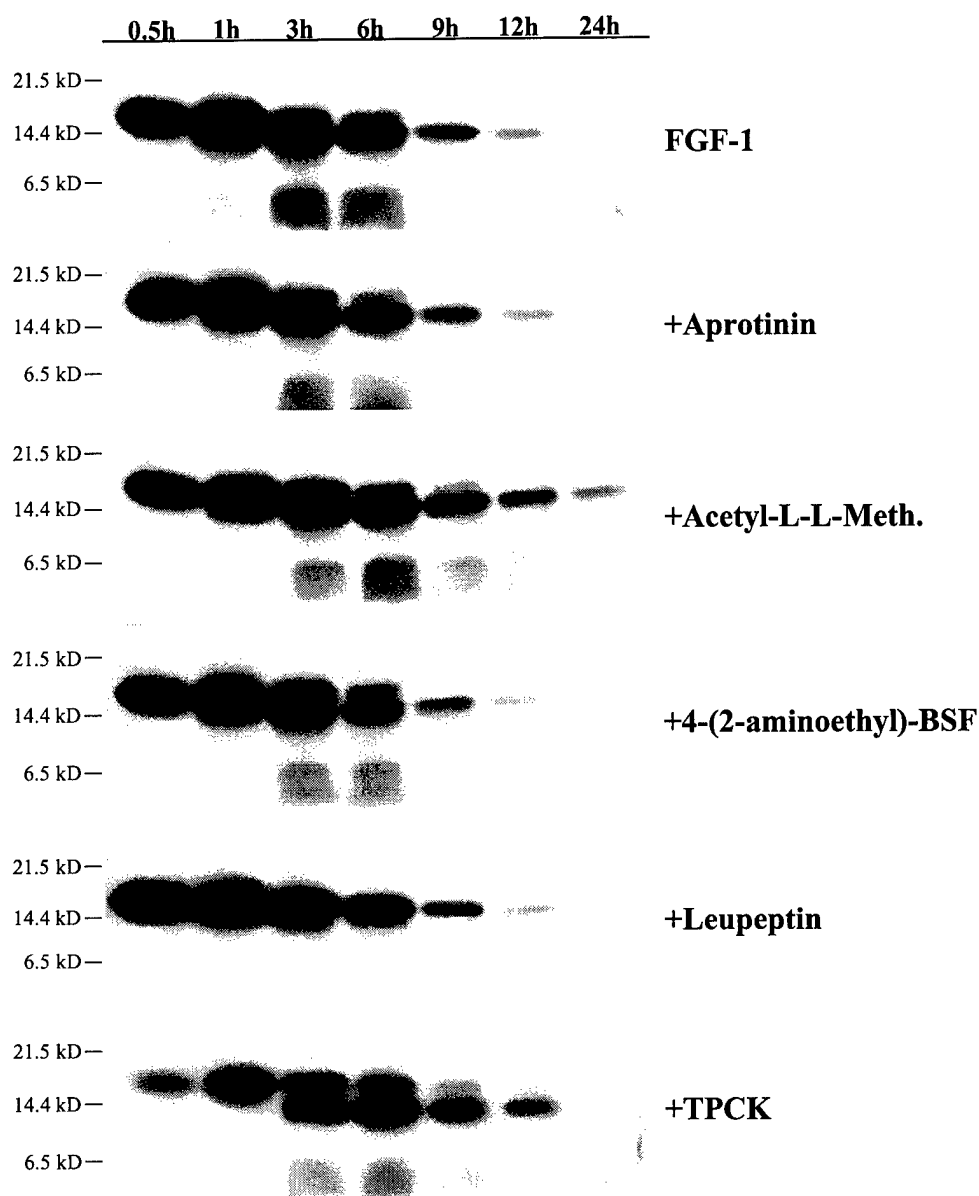 0.5h 1h 3h 6h 9h 12h 24h
21.5 kD—
14.4 kD—
FGF-1
6.5 kD—
21.5 kD—
14.4 kD—
+Aprotinin
6.5 kD—
21.5 kD—
14.4 kD—
+Acetyl-L-L-Meth.
6.5 kD—
21.5 kD—
14.4 kD—
+4-(2-aminoethyl)-BSF
6.5 kD—
21.5 kD—
14.4 kD—
+Leupeptin
6.5 kD—
21.5 kD—
14.4 kD—
+TPCK
6.5 kD—